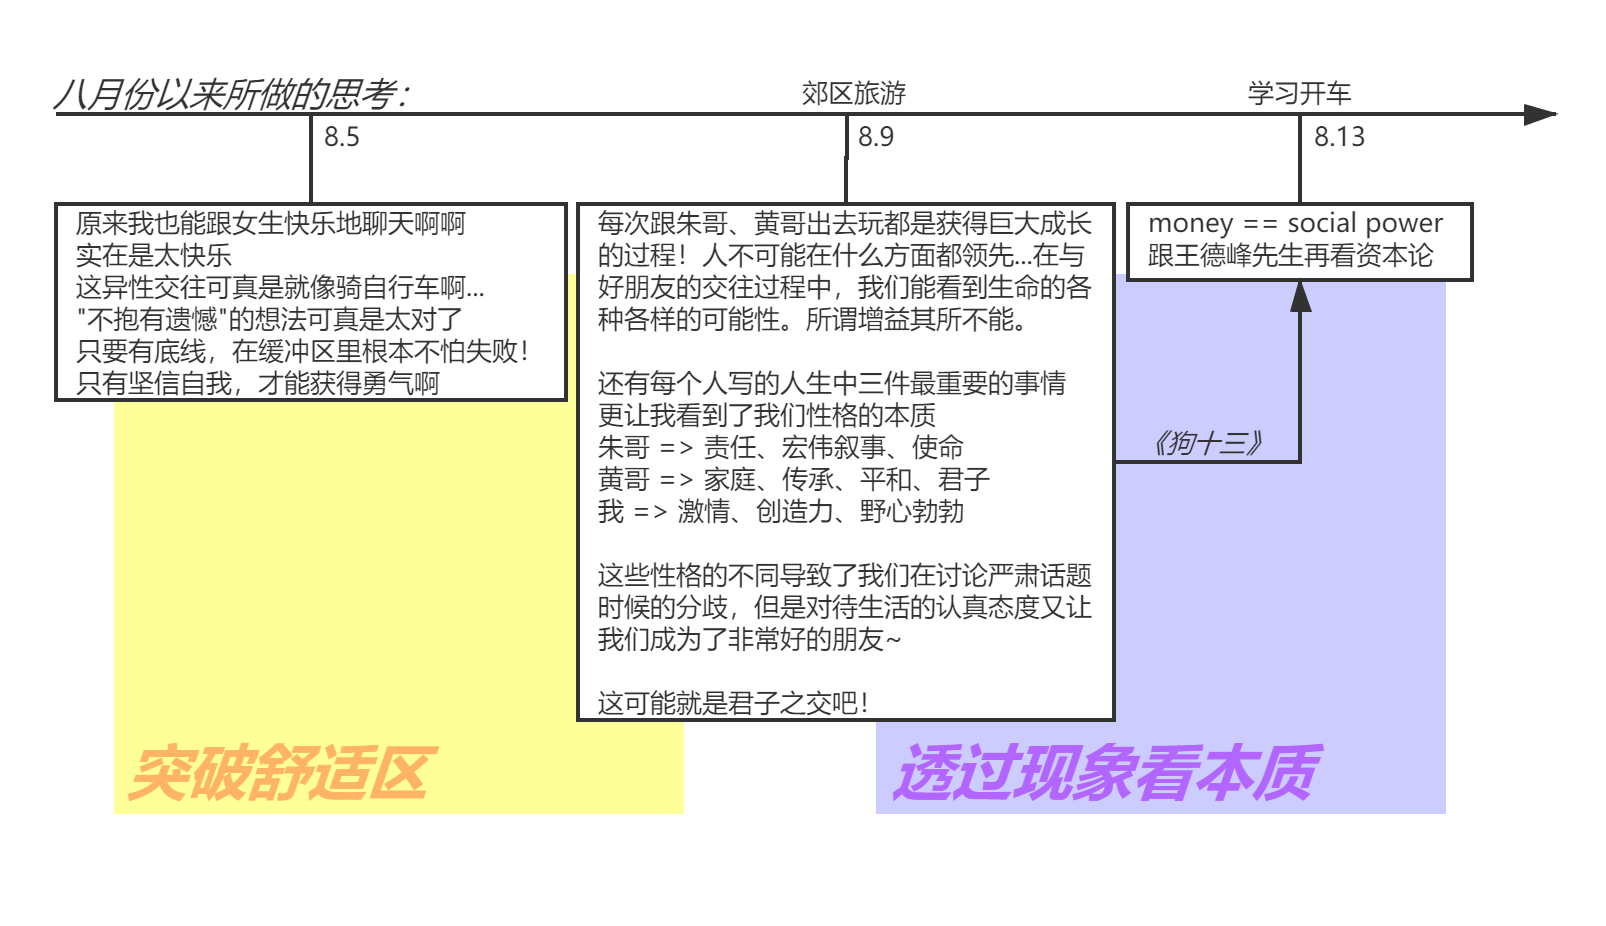 八月份以来所做的思考：
郊区旅游
学习开车
8.5
8.9
8.13
原来我也能跟女生快乐地聊天啊啊
实在是太快乐
这异性交往可真是就像骑自行车啊...
"不抱有遗憾"的想法可真是太对了
只要有底线，在缓冲区里根本不怕失败！
只有坚信自我，才能获得勇气啊
每次跟朱哥、黄哥出去玩都是获得巨大成长
的过程！人不可能在什么方面都领先...在与
好朋友的交往过程中，我们能看到生命的各
种各样的可能性。所谓增益其所不能。
还有每个人写的人生中三件最重要的事情
更让我看到了我们性格的本质
朱哥 => 责任、宏伟叙事、使命
黄哥 => 家庭、传承、平和、君子
我 => 激情、创造力、野心勃勃
这些性格的不同导致了我们在讨论严肃话题
时候的分歧，但是对待生活的认真态度又让
我们成为了非常好的朋友~
这可能就是君子之交吧！
money == social power
跟王德峰先生再看资本论
《狗十三》
突破舒适区
透过现象看本质